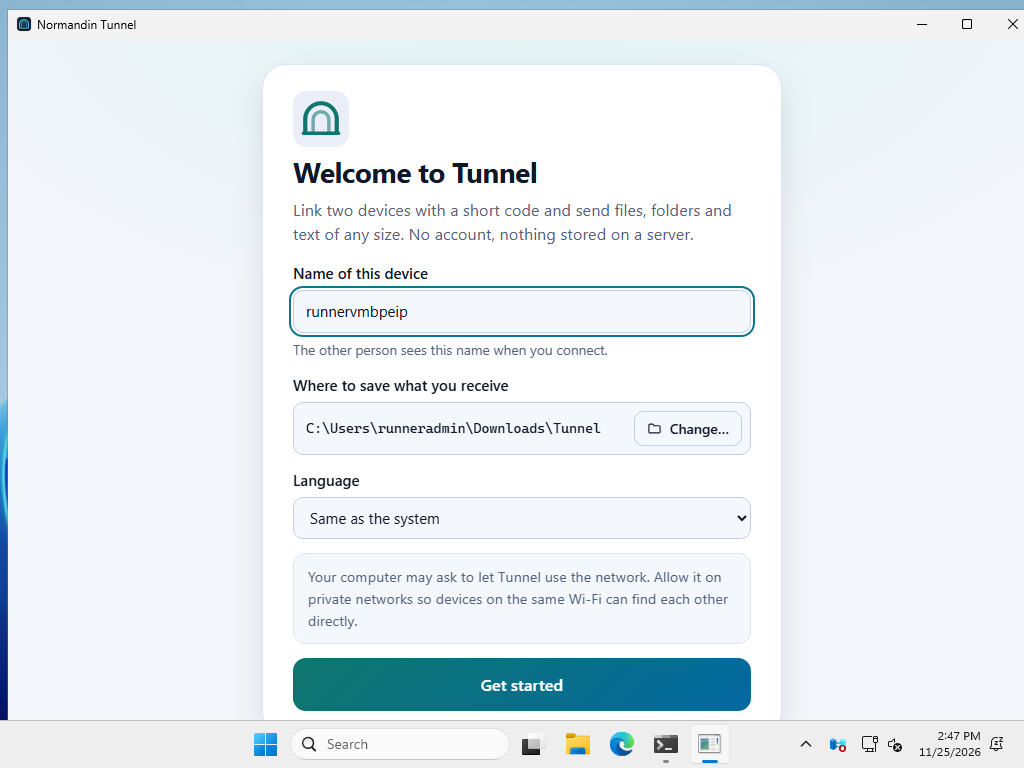 Normandin Tunnel
Welcome to Tunnel
Link two devices with a short code and send files, folders and
text of any size. No account, nothing stored on a server.
Name of this device
runnervmbpeip
The other person sees this name when you connect.
Where to save what you receive
C:\Users\runneradmin\Downloads\Tunnel
Change...
Language
Same as the system
Your computer may ask to let Tunnel use the network. Allow it on
private networks so devices on the same Wi-Fi can find each other
directly.
Get started
Search
2:47 PM
11/25/2026